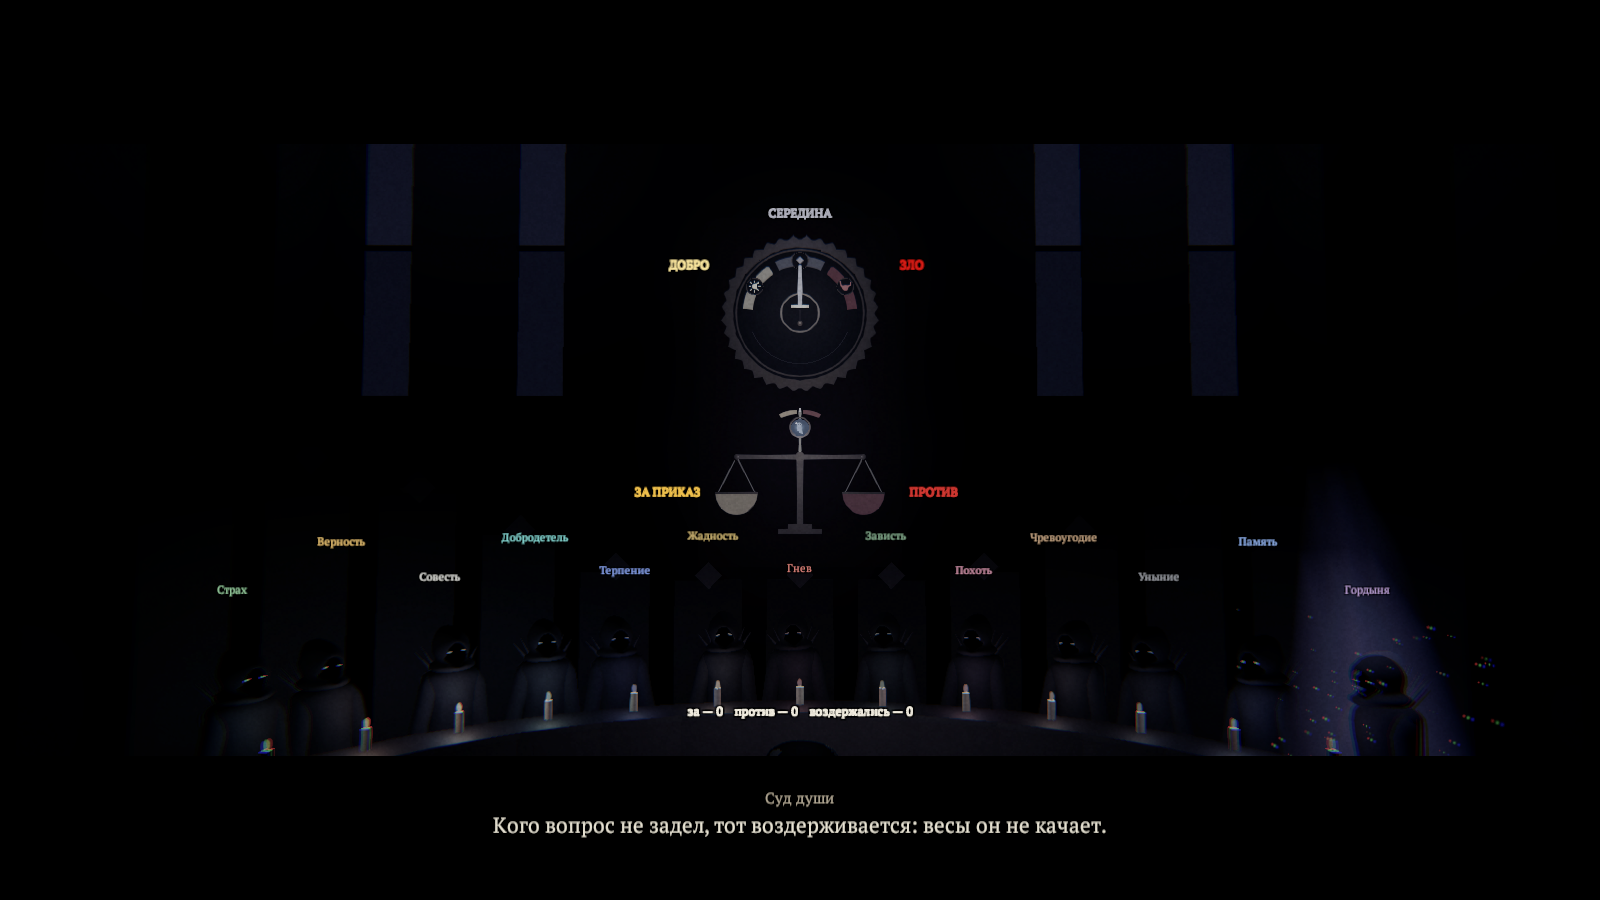 СЕРЕДИНА
ДОБРО
ЗЛО
ЗА ПРИКАЗ
ПРОТИВ
Верность
Добродетель
Жадность
Зависть
Чревоугодие
Память
Страх
Совесть
Терпение
Гнев
Похоть
Уныние
Гордыня
за — 0 против — 0 воздержались — 0
Суд души
Кого вопрос не задел, тот воздерживается: весы он не качает.